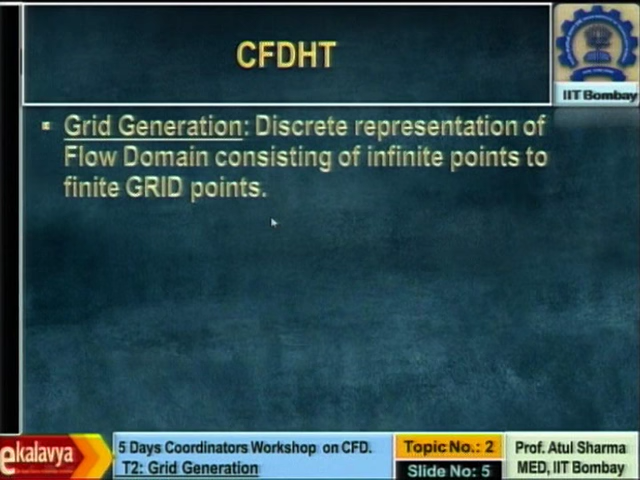 CFDHT
IIT Bombay
Grid Generation: Discrete representation of
Flow Domain consisting of infinite points to
finite GRID points.
ekalavya
5 Days Coordinators Workshop on CFD.
T2: Grid Generation
Topic No.: 2
Slide No: 5
Prof. Atul Sharma
MED, IIT Bombay